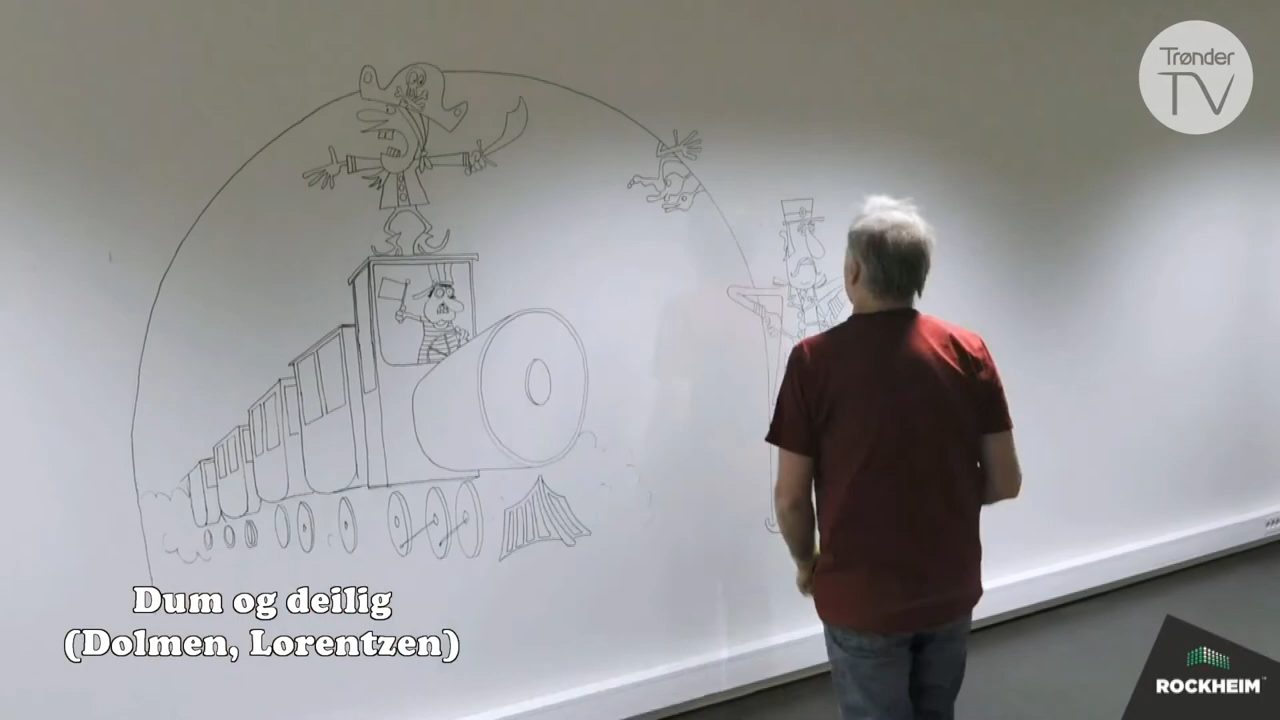 Trønder
TV
Dum og deilig
(Dolmen, Lorentzen)
ROCKHEIM